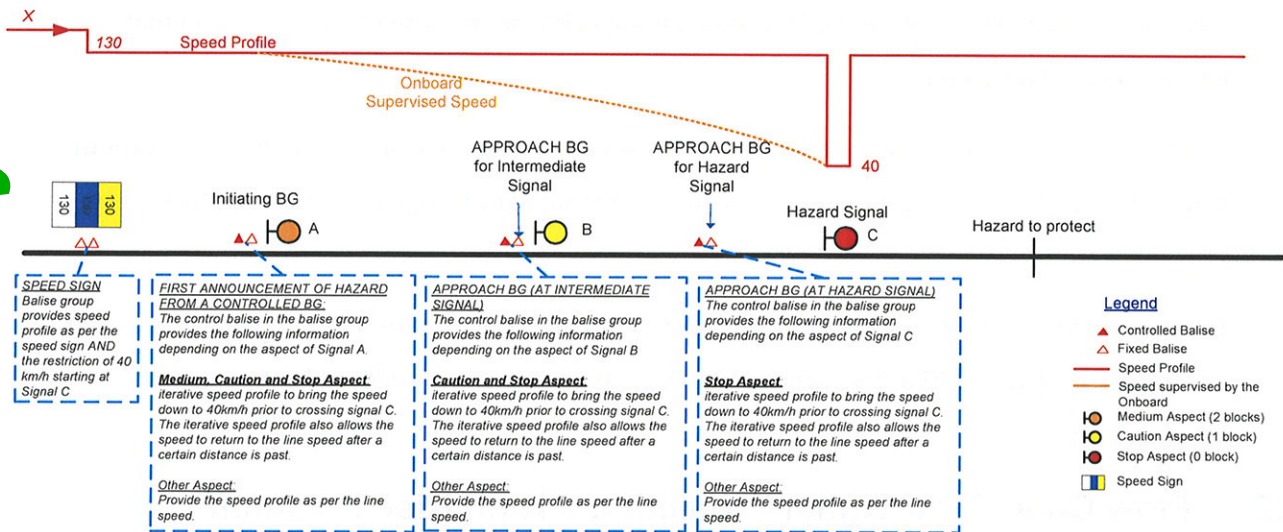 X
130
Speed Profile
Onboard
Supervised Speed
40
APPROACH BG
for Intermediate
Signal
APPROACH BG
for Hazard
Signal
130
130
Initiating BG
A
B
Hazard Signal
C
Hazard to protect
SPEED SIGN
Balise group
provides speed
profile as per the
speed sign AND
the restriction of 40
km/h starting at
Signal C
FIRST ANNOUNCEMENT OF HAZARD
FROM A CONTROLLED BG:
The control balise in the balise group
provides the following information
depending on the aspect of Signal A.
Medium, Caution and Stop Aspect:
iterative speed profile to bring the speed
down to 40km/h prior to crossing signal C.
The iterative speed profile also allows the
speed to return to the line speed after a
certain distance is past.
Other Aspect:
Provide the speed profile as per the line
speed.
APPROACH BG (AT INTERMEDIATE
SIGNAL)
The control balise in the balise group
provides the following information
depending on the aspect of Signal B
Caution and Stop Aspect:
iterative speed profile to bring the speed
down to 40km/h prior to crossing signal C.
The iterative speed profile also allows the
speed to return to the line speed after a
certain distance is past.
Other Aspect:
Provide the speed profile as per the line
speed.
APPROACH BG (AT HAZARD SIGNAL)
The control balise in the balise group
provides the following information
depending on the aspect of Signal C
Stop Aspect:
iterative speed profile to bring the speed
down to 40km/h prior to crossing signal C.
The iterative speed profile also allows the
speed to return to the line speed after a
certain distance is past.
Other Aspect:
Provide the speed profile as per the line
speed.
Legend
Controlled Balise
Fixed Balise
Speed Profile
Speed supervised by the
Onboard
Medium Aspect (2 blocks)
Caution Aspect (1 block)
Stop Aspect (0 block)
Speed Sign